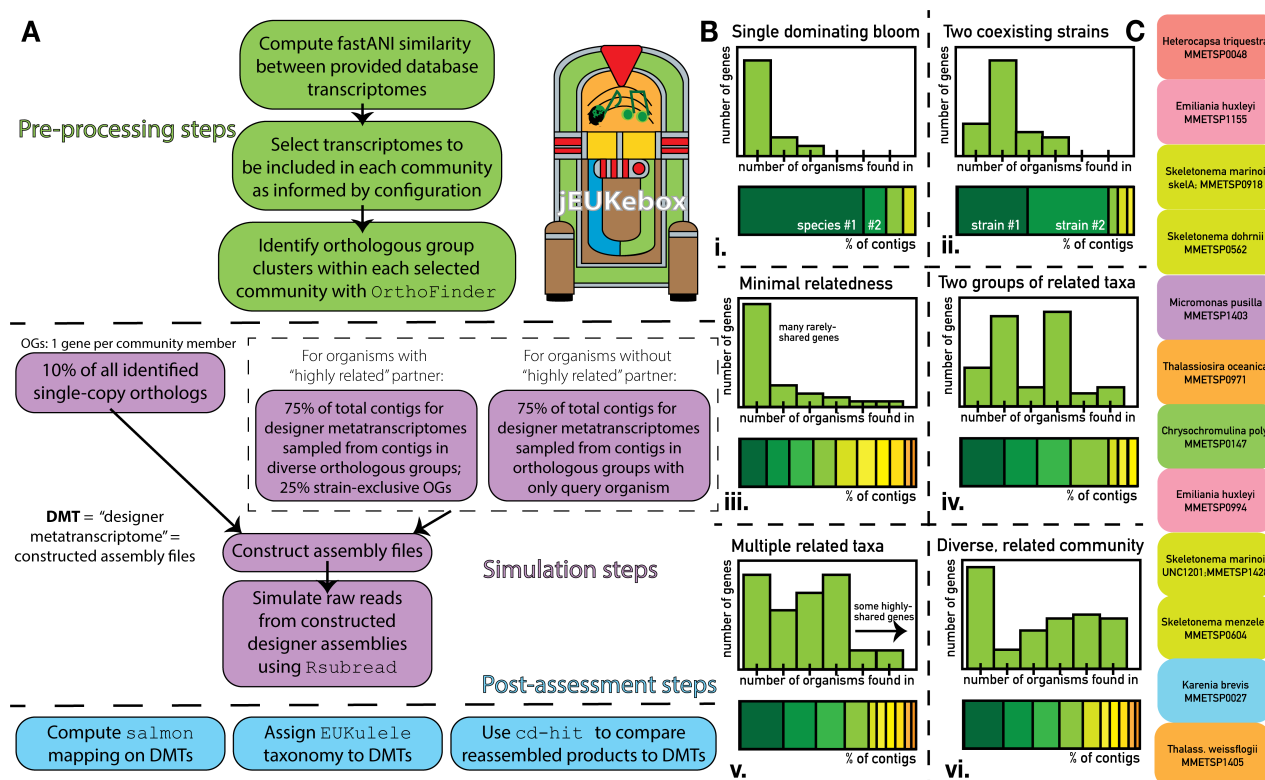 A
Compute fastANI similarity
between provided database
transcriptomes
Pre-processing steps
Select transcriptomes to
be included in each community
as informed by configuration
Identify orthologous group
clusters within each selected
community with OrthoFinder
jEUKebox
OGs: 1 gene per community member
10% of all identified
single-copy orthologs
For organisms with
“highly related” partner:
75% of total contigs for
designer metatranscriptomes
sampled from contigs in
diverse orthologous groups;
25% strain-exclusive OGs
For organisms without
“highly related” partner:
75% of total contigs for
designer metatranscriptomes
sampled from contigs in
orthologous groups with
only query organism
DMT = “designer
metatranscriptome” =
constructed assembly files
Construct assembly files
Simulation steps
Simulate raw reads
from constructed
designer assemblies
using Rsubread
Post-assessment steps
Compute salmon
mapping on DMTs
Assign EUKulele
taxonomy to DMTs
Use cd-hit to compare
reassembled products to DMTs
B
Single dominating bloom
number of genes
number of organisms found in
species #1
#2
% of contigs
i.
Two coexisting strains
number of genes
number of organisms found in
strain #1
strain #2
% of contigs
ii.
Minimal relatedness
number of genes
many rarely-
shared genes
number of organisms found in
% of contigs
iii.
Two groups of related taxa
number of genes
number of organisms found in
% of contigs
iv.
Multiple related taxa
number of genes
some highly-
shared genes
number of organisms found in
% of contigs
v.
Diverse, related community
number of genes
number of organisms found in
% of contigs
vi.
C
Heterocapsa triquestra
MMETSP0048
Emiliania huxleyi
MMETSP1155
Skeletonema marinoi
skelA; MMETSP0918
Skeletonema dohrnii
MMETSP0562
Micromonas pusilla
MMETSP1403
Thalassiosira oceanica
MMETSP0971
Chrysochromulina poly
MMETSP0147
Emiliania huxleyi
MMETSP0994
Skeletonema marinoi
UNC1201;MMETSP1428
Skeletonema menzele
MMETSP0604
Karenia brevis
MMETSP0027
Thalass. weissflogii
MMETSP1405